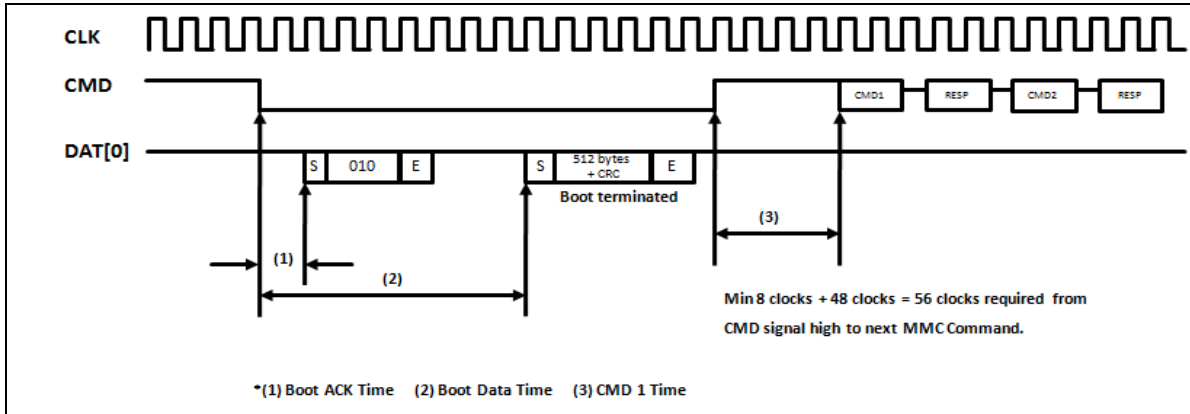 CLK
CMD
CMD1 RESP CMD2 RESP
DAT[0]
S 010 E S 512 bytes + CRC E
Boot terminated
(1)
(2)
(3)
Min 8 clocks + 48 clocks = 56 clocks required from
CMD signal high to next MMC Command.
*(1) Boot ACK Time (2) Boot Data Time (3) CMD 1 Time